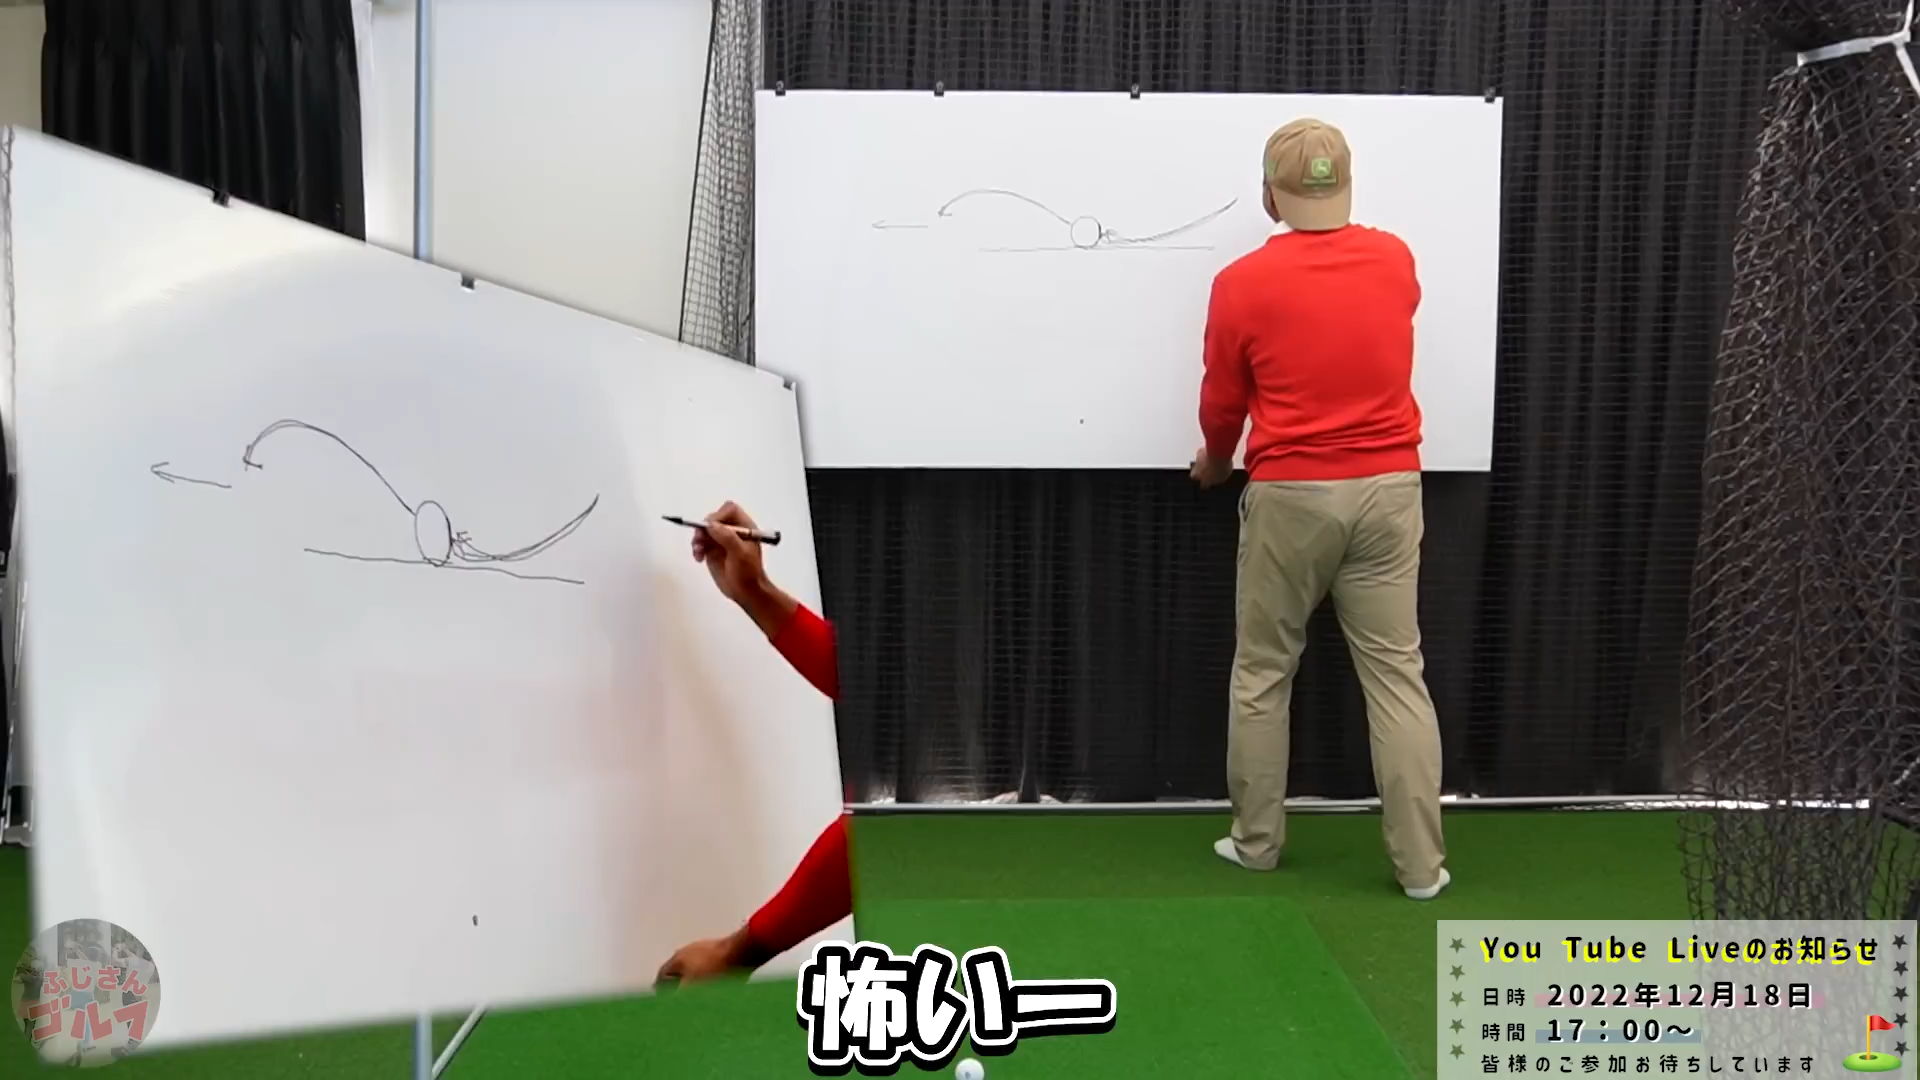 ふじさん
ゴルフ
怖いー
You Tube Liveのお知らせ
日時 2022年12月18日
時間 17：00～
皆様のご参加お待ちしています